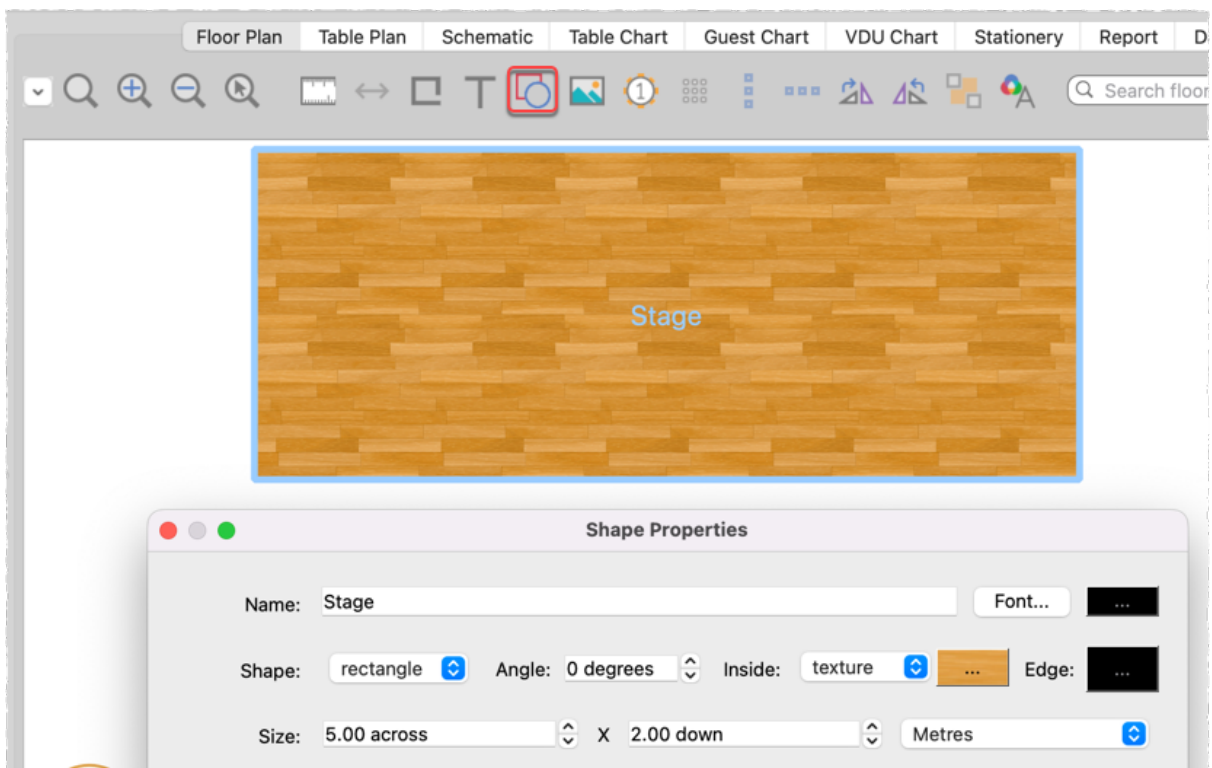 Floor Plan Table Plan Schematic Table Chart Guest Chart VDU Chart Stationery Report D
T 1 A Search floor
Stage
Shape Properties
Name: Stage Font... ...
Shape: rectangle Angle: 0 degrees Inside: texture ... Edge: ...
Size: 5.00 across X 2.00 down Metres